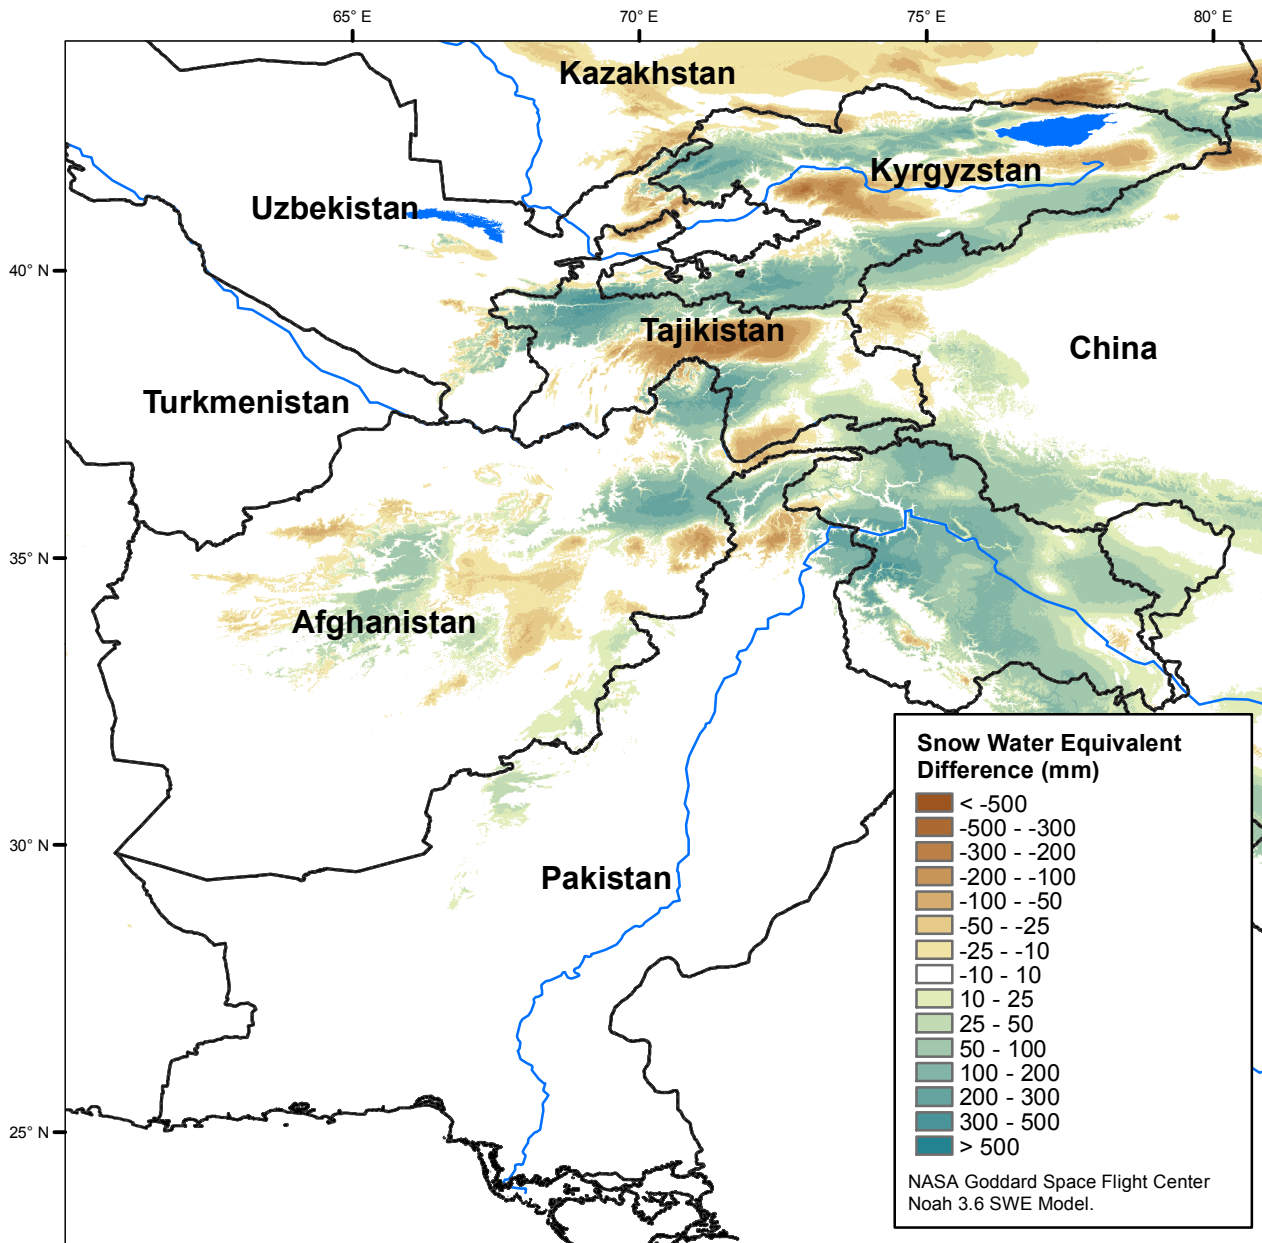 65° E
70° E
75° E
80° E
Kazakhstan
Kyrgyzstan
Uzbekistan
40° N
Tajikistan
China
Turkmenistan
35° N
Afghanistan
Snow Water Equivalent
Difference (mm)
< -500
-500 - -300
-300 - -200
-200 - -100
-100 - -50
-50 - -25
-25 - -10
-10 - 10
10 - 25
25 - 50
50 - 100
100 - 200
200 - 300
300 - 500
> 500
NASA Goddard Space Flight Center
Noah 3.6 SWE Model.
30° N
Pakistan
25° N